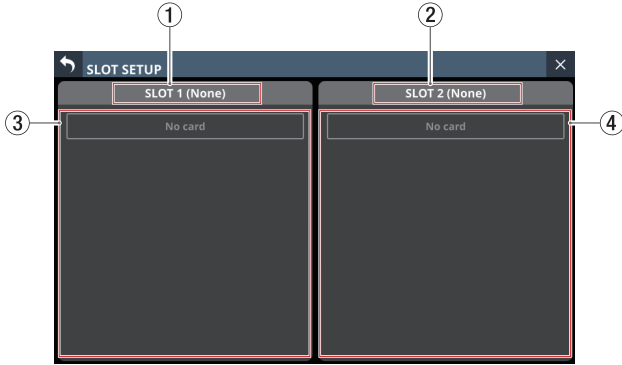 ① ②
SLOT SETUP
SLOT 1 (None) SLOT 2 (None)
③ No card No card ④